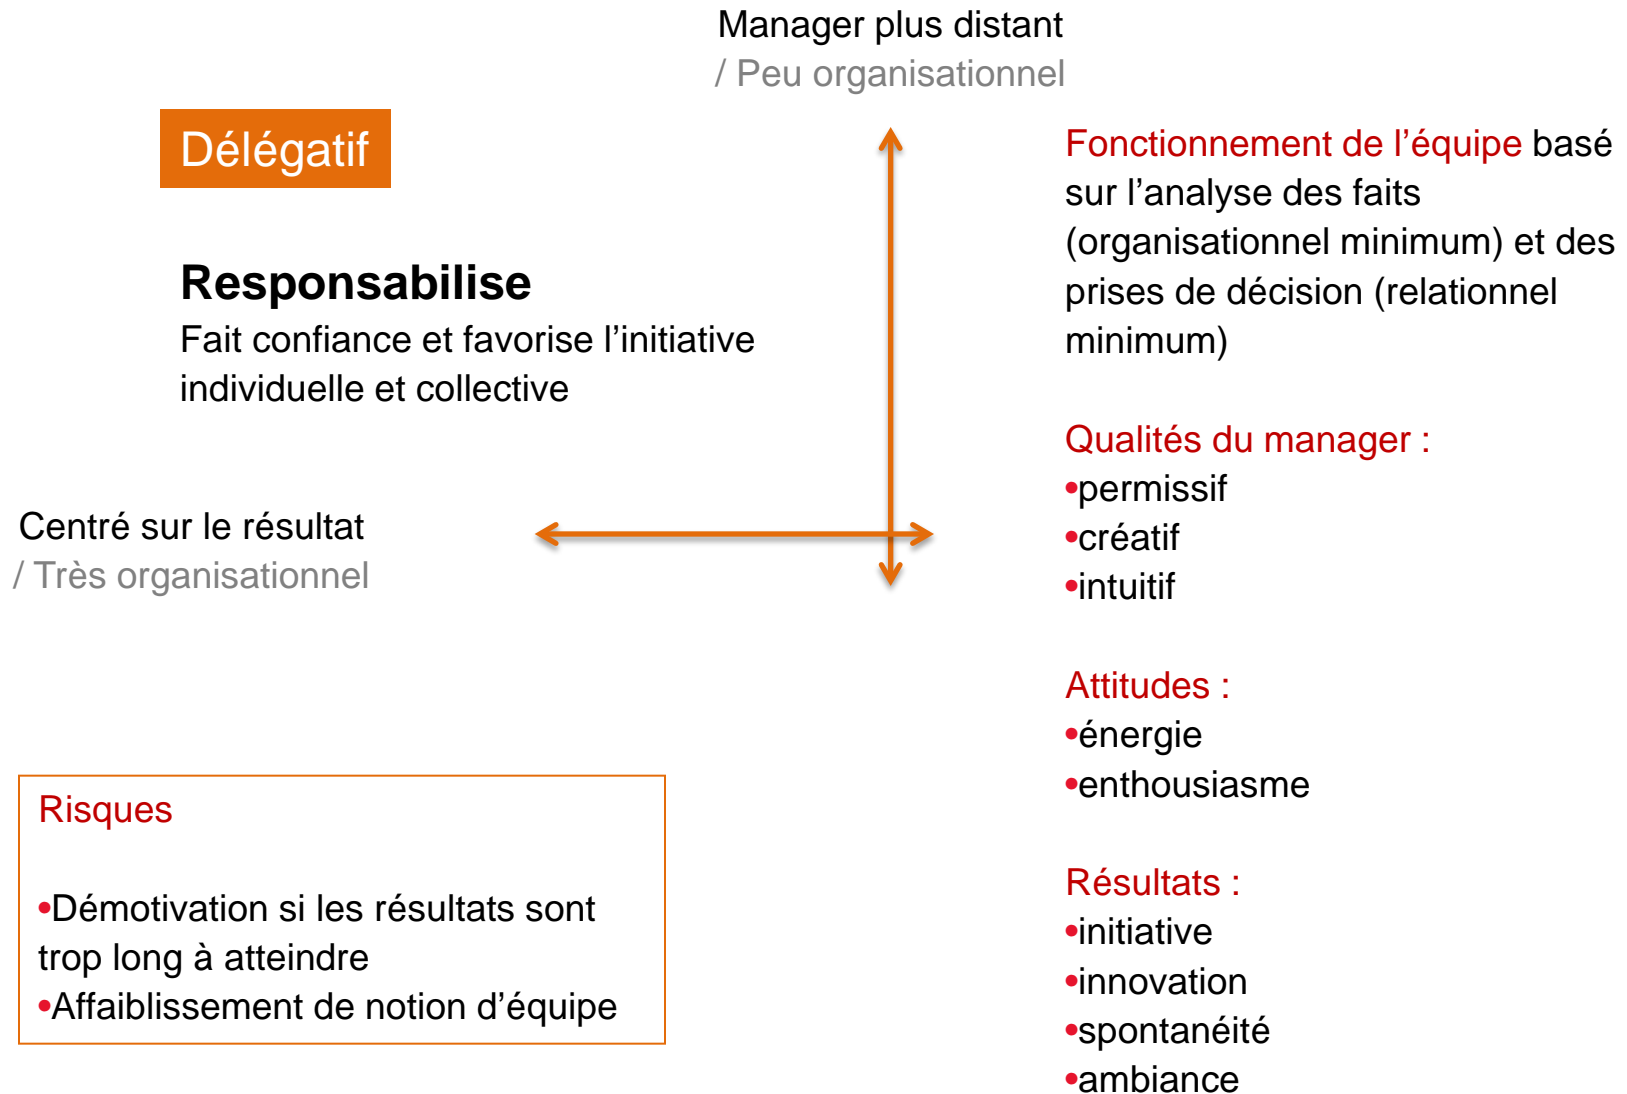 Manager plus distant
/ Peu organisationnel
Délégatif
Responsabilise
Fait confiance et favorise l’initiative
individuelle et collective
Centré sur le résultat
/ Très organisationnel
Risques
•Démotivation si les résultats sont
trop long à atteindre
•Affaiblissement de notion d’équipe
Fonctionnement de l’équipe basé
sur l’analyse des faits
(organisationnel minimum) et des
prises de décision (relationnel
minimum)
Qualités du manager :
•permissif
•créatif
•intuitif
Attitudes :
•énergie
•enthousiasme
Résultats :
•initiative
•innovation
•spontanéité
•ambiance